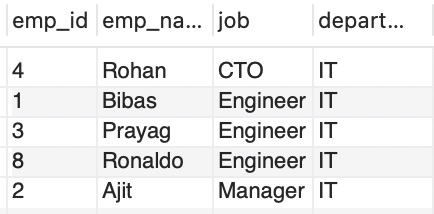 emp_id emp_na... job depart...
4 Rohan CTO IT
1 Bibas Engineer IT
3 Prayag Engineer IT
8 Ronaldo Engineer IT
2 Ajit Manager IT